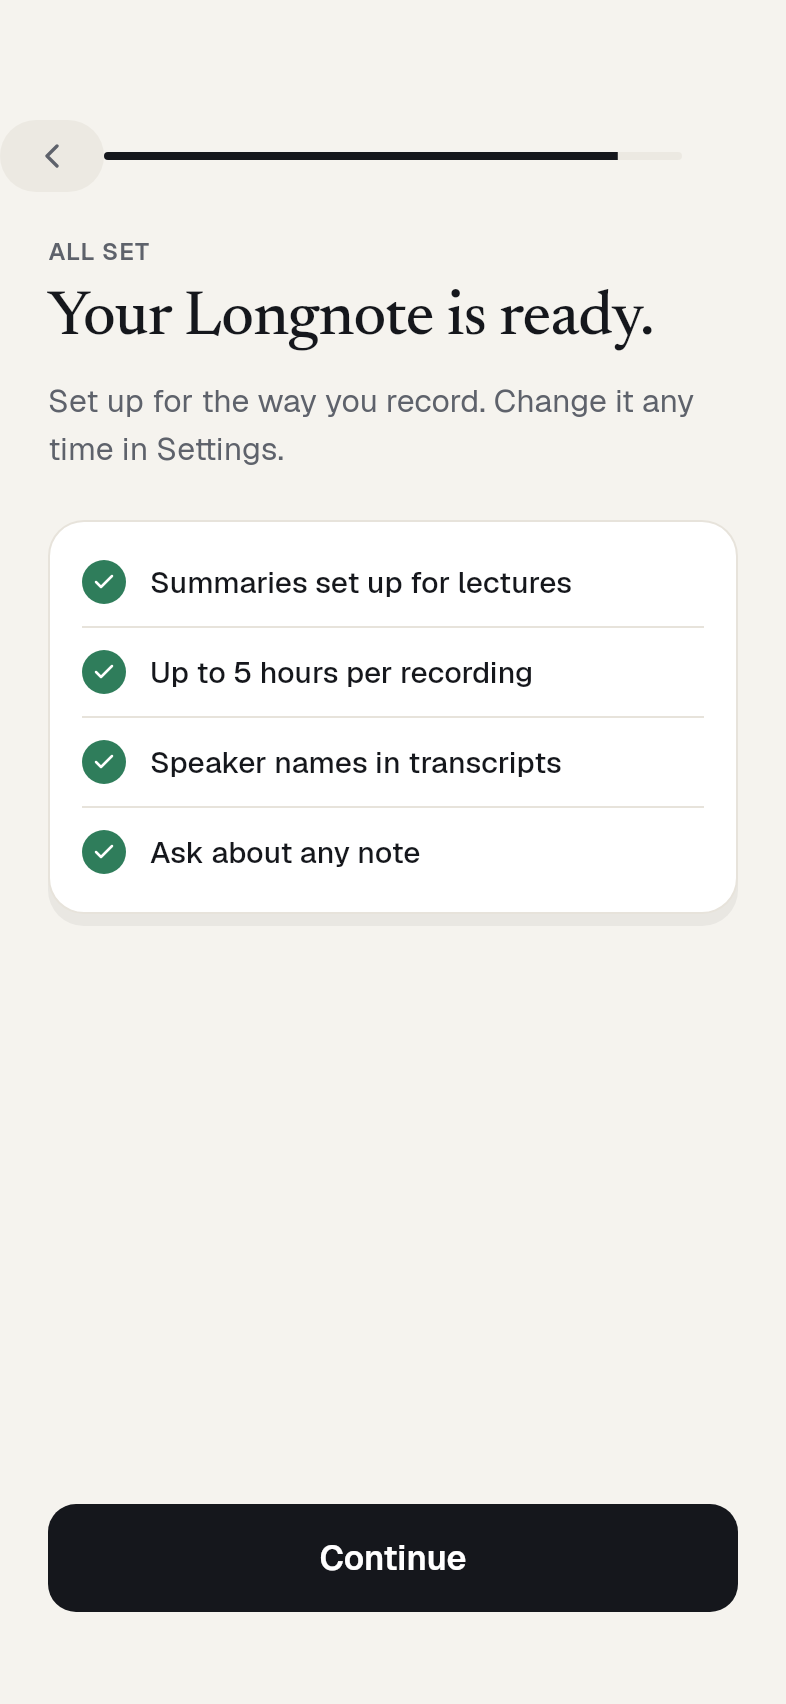 ALL SET
Your Longnote is ready.
Set up for the way you record. Change it any
time in Settings.
Summaries set up for lectures
Up to 5 hours per recording
Speaker names in transcripts
Ask about any note
Continue